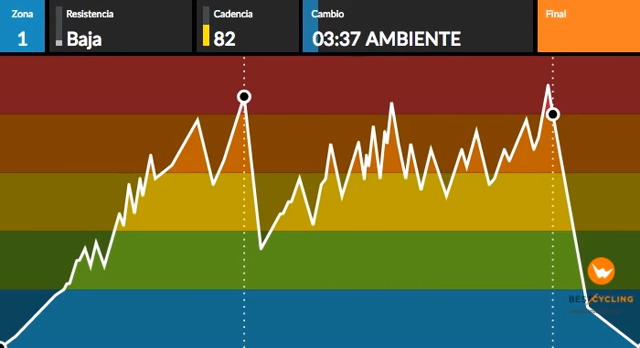 Zona
1
Resistencia
Baja
Cadencia
82
Cambio
03:37 AMBIENTE
Final
BESTCYCLING